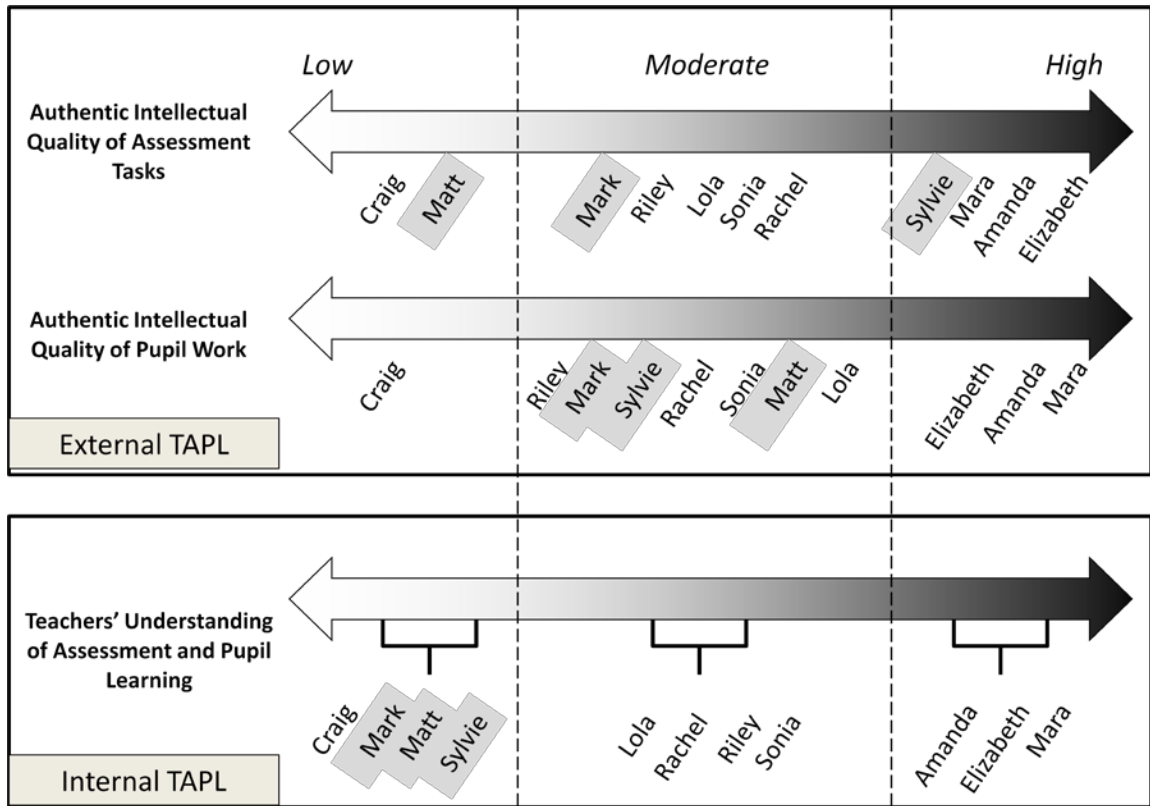 Low Moderate High
Authentic Intellectual
Quality of Assessment
Tasks
Craig Matt Mark Riley Lola Sonia Rachel Sylvie Mara Amanda Elizabeth
Authentic Intellectual
Quality of Pupil Work
Craig Riley Mark Sylvie Rachel Sonia Matt Lola Elizabeth Amanda Mara
External TAPL
Teachers’ Understanding
of Assessment and Pupil
Learning
Craig Mark Matt Sylvie Lola Rachel Riley Sonia Amanda Elizabeth Mara
Internal TAPL